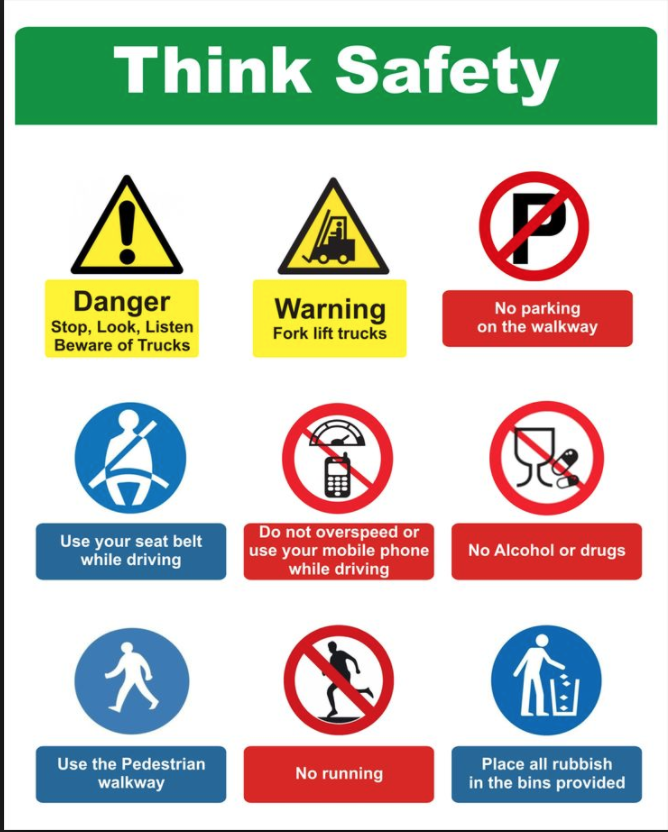 Think Safety
Danger
Stop, Look, Listen
Beware of Trucks
Warning
Fork lift trucks
P
No parking
on the walkway
Use your seat belt
while driving
Do not overspeed or
use your mobile phone
while driving
No Alcohol or drugs
Use the Pedestrian
walkway
No running
Place all rubbish
in the bins provided